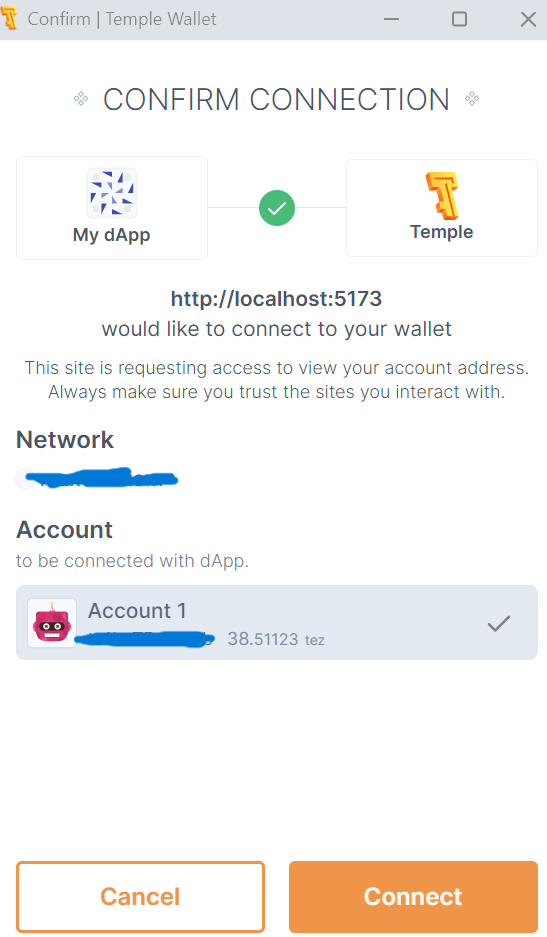 Confirm | Temple Wallet
CONFIRM CONNECTION
My dApp
Temple
http://localhost:5173
would like to connect to your wallet
This site is requesting access to view your account address.
Always make sure you trust the sites you interact with.
Network
Account
to be connected with dApp.
Account 1
38.51123 tez
Cancel
Connect